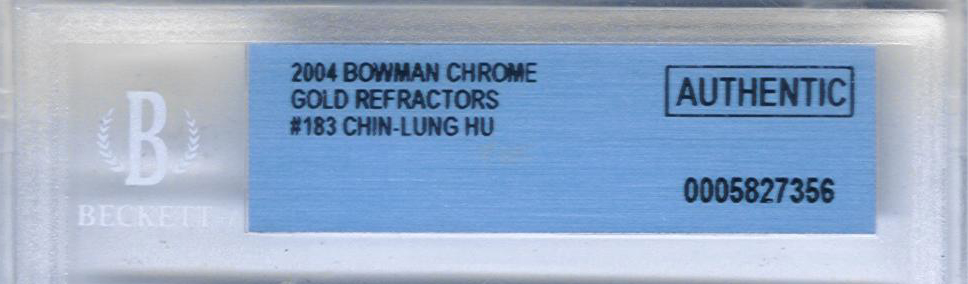 B
BECKETT
2004 BOWMAN CHROME
GOLD REFRACTORS
#183 CHIN-LUNG HU
AUTHENTIC
0005827356